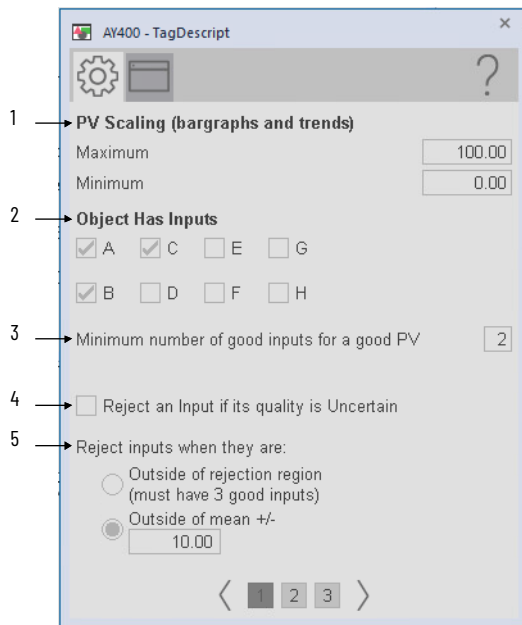 AY400 - TagDescript
×
?
1 PV Scaling (bargraphs and trends)
Maximum 100.00
Minimum 0.00
2 Object Has Inputs
A C E G
B D F H
3 Minimum number of good inputs for a good PV 2
4 Reject an Input if its quality is Uncertain
5 Reject inputs when they are:
Outside of rejection region
(must have 3 good inputs)
Outside of mean +/-
10.00
1 2 3